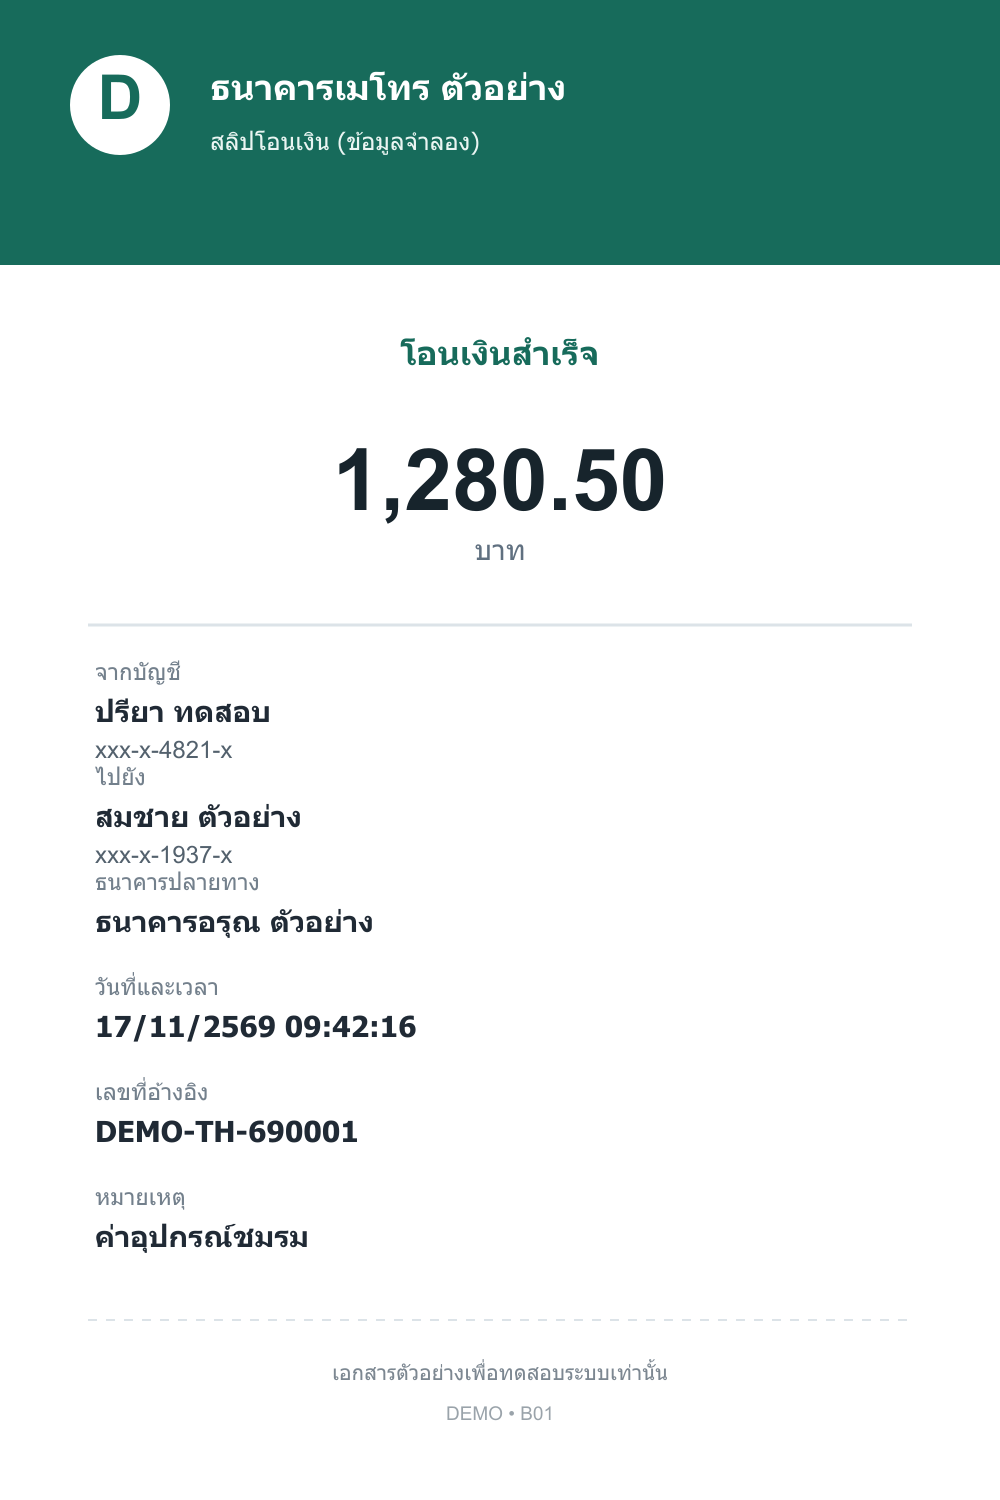 D
ธนาคารเมโทร ตัวอย่าง
สลิปโอนเงิน (ข้อมูลจำลอง)
โอนเงินสำเร็จ
1,280.50
บาท
จากบัญชี
ปรียา ทดสอบ
xxx-x-4821-x
ไปยัง
สมชาย ตัวอย่าง
xxx-x-1937-x
ธนาคารปลายทาง
ธนาคารอรุณ ตัวอย่าง
วันที่และเวลา
17/11/2569 09:42:16
เลขที่อ้างอิง
DEMO-TH-690001
หมายเหตุ
ค่าอุปกรณ์ชมรม
เอกสารตัวอย่างเพื่อทดสอบระบบเท่านั้น
DEMO • B01